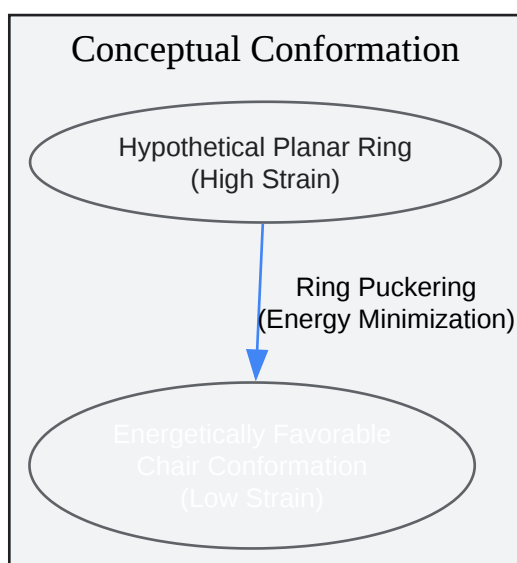 Conceptual Conformation
Hypothetical Planar Ring
(High Strain)
Ring Puckering
(Energy Minimization)
Energetically Favorable
Chair Conformation
(Low Strain)